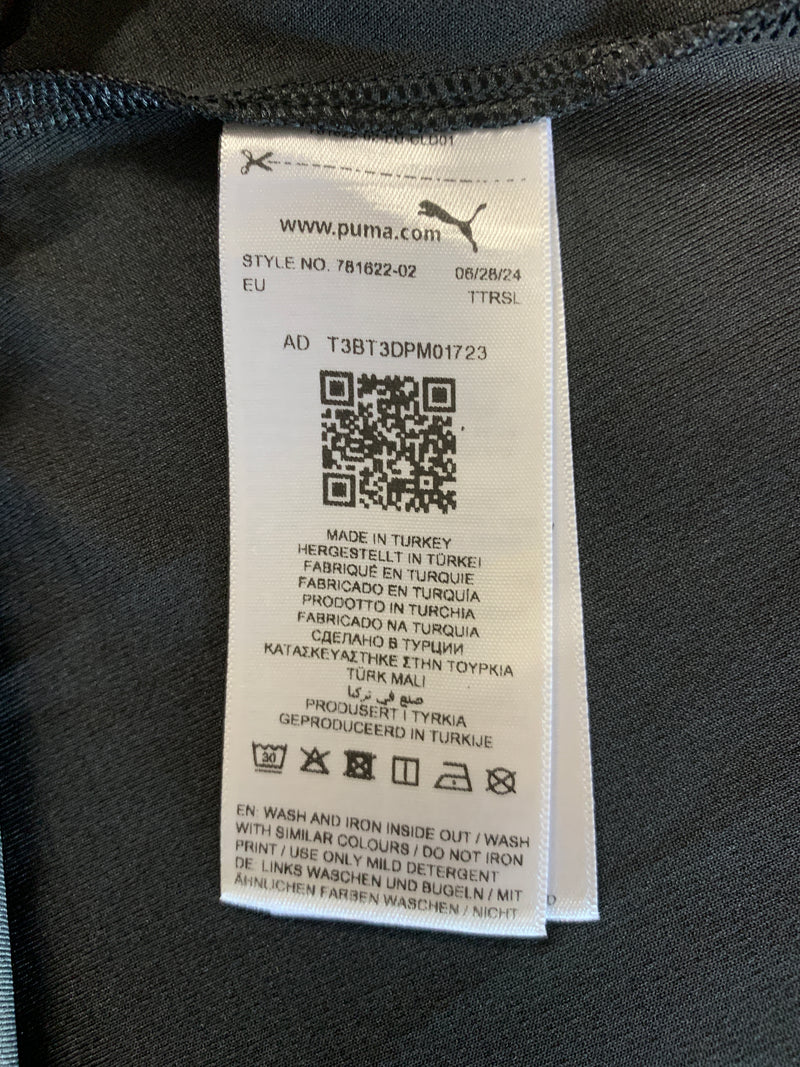 www.puma.com
STYLE NO. 781622-02 06/28/24
EU TTRSL
AD T3BT3DPM01723
MADE IN TURKEY
HERGESTELLT IN TÜRKEI
FABRIQUÉ EN TURQUIE
FABRICADO EN TURQUÍA
PRODOTTO IN TURCHIA
FABRICADO NA TURQUIA
СДЕЛАНО В ТУРЦИИ
ΚΑΤΑΣΚΕΥΑΣΤΗΚΕ ΣΤΗΝ ΤΟΥΡΚΙΑ
TÜRK MALI
صنع في تركيا
PRODUSERT I TYRKIA
GEPRODUCEERD IN TURKIJE
30
EN: WASH AND IRON INSIDE OUT / WASH
WITH SIMILAR COLOURS / DO NOT IRON
PRINT / USE ONLY MILD DETERGENT
DE: LINKS WASCHEN UND BUGELN / MIT
ÄHNLICHEN FARBEN WASCHEN / NICHT
D